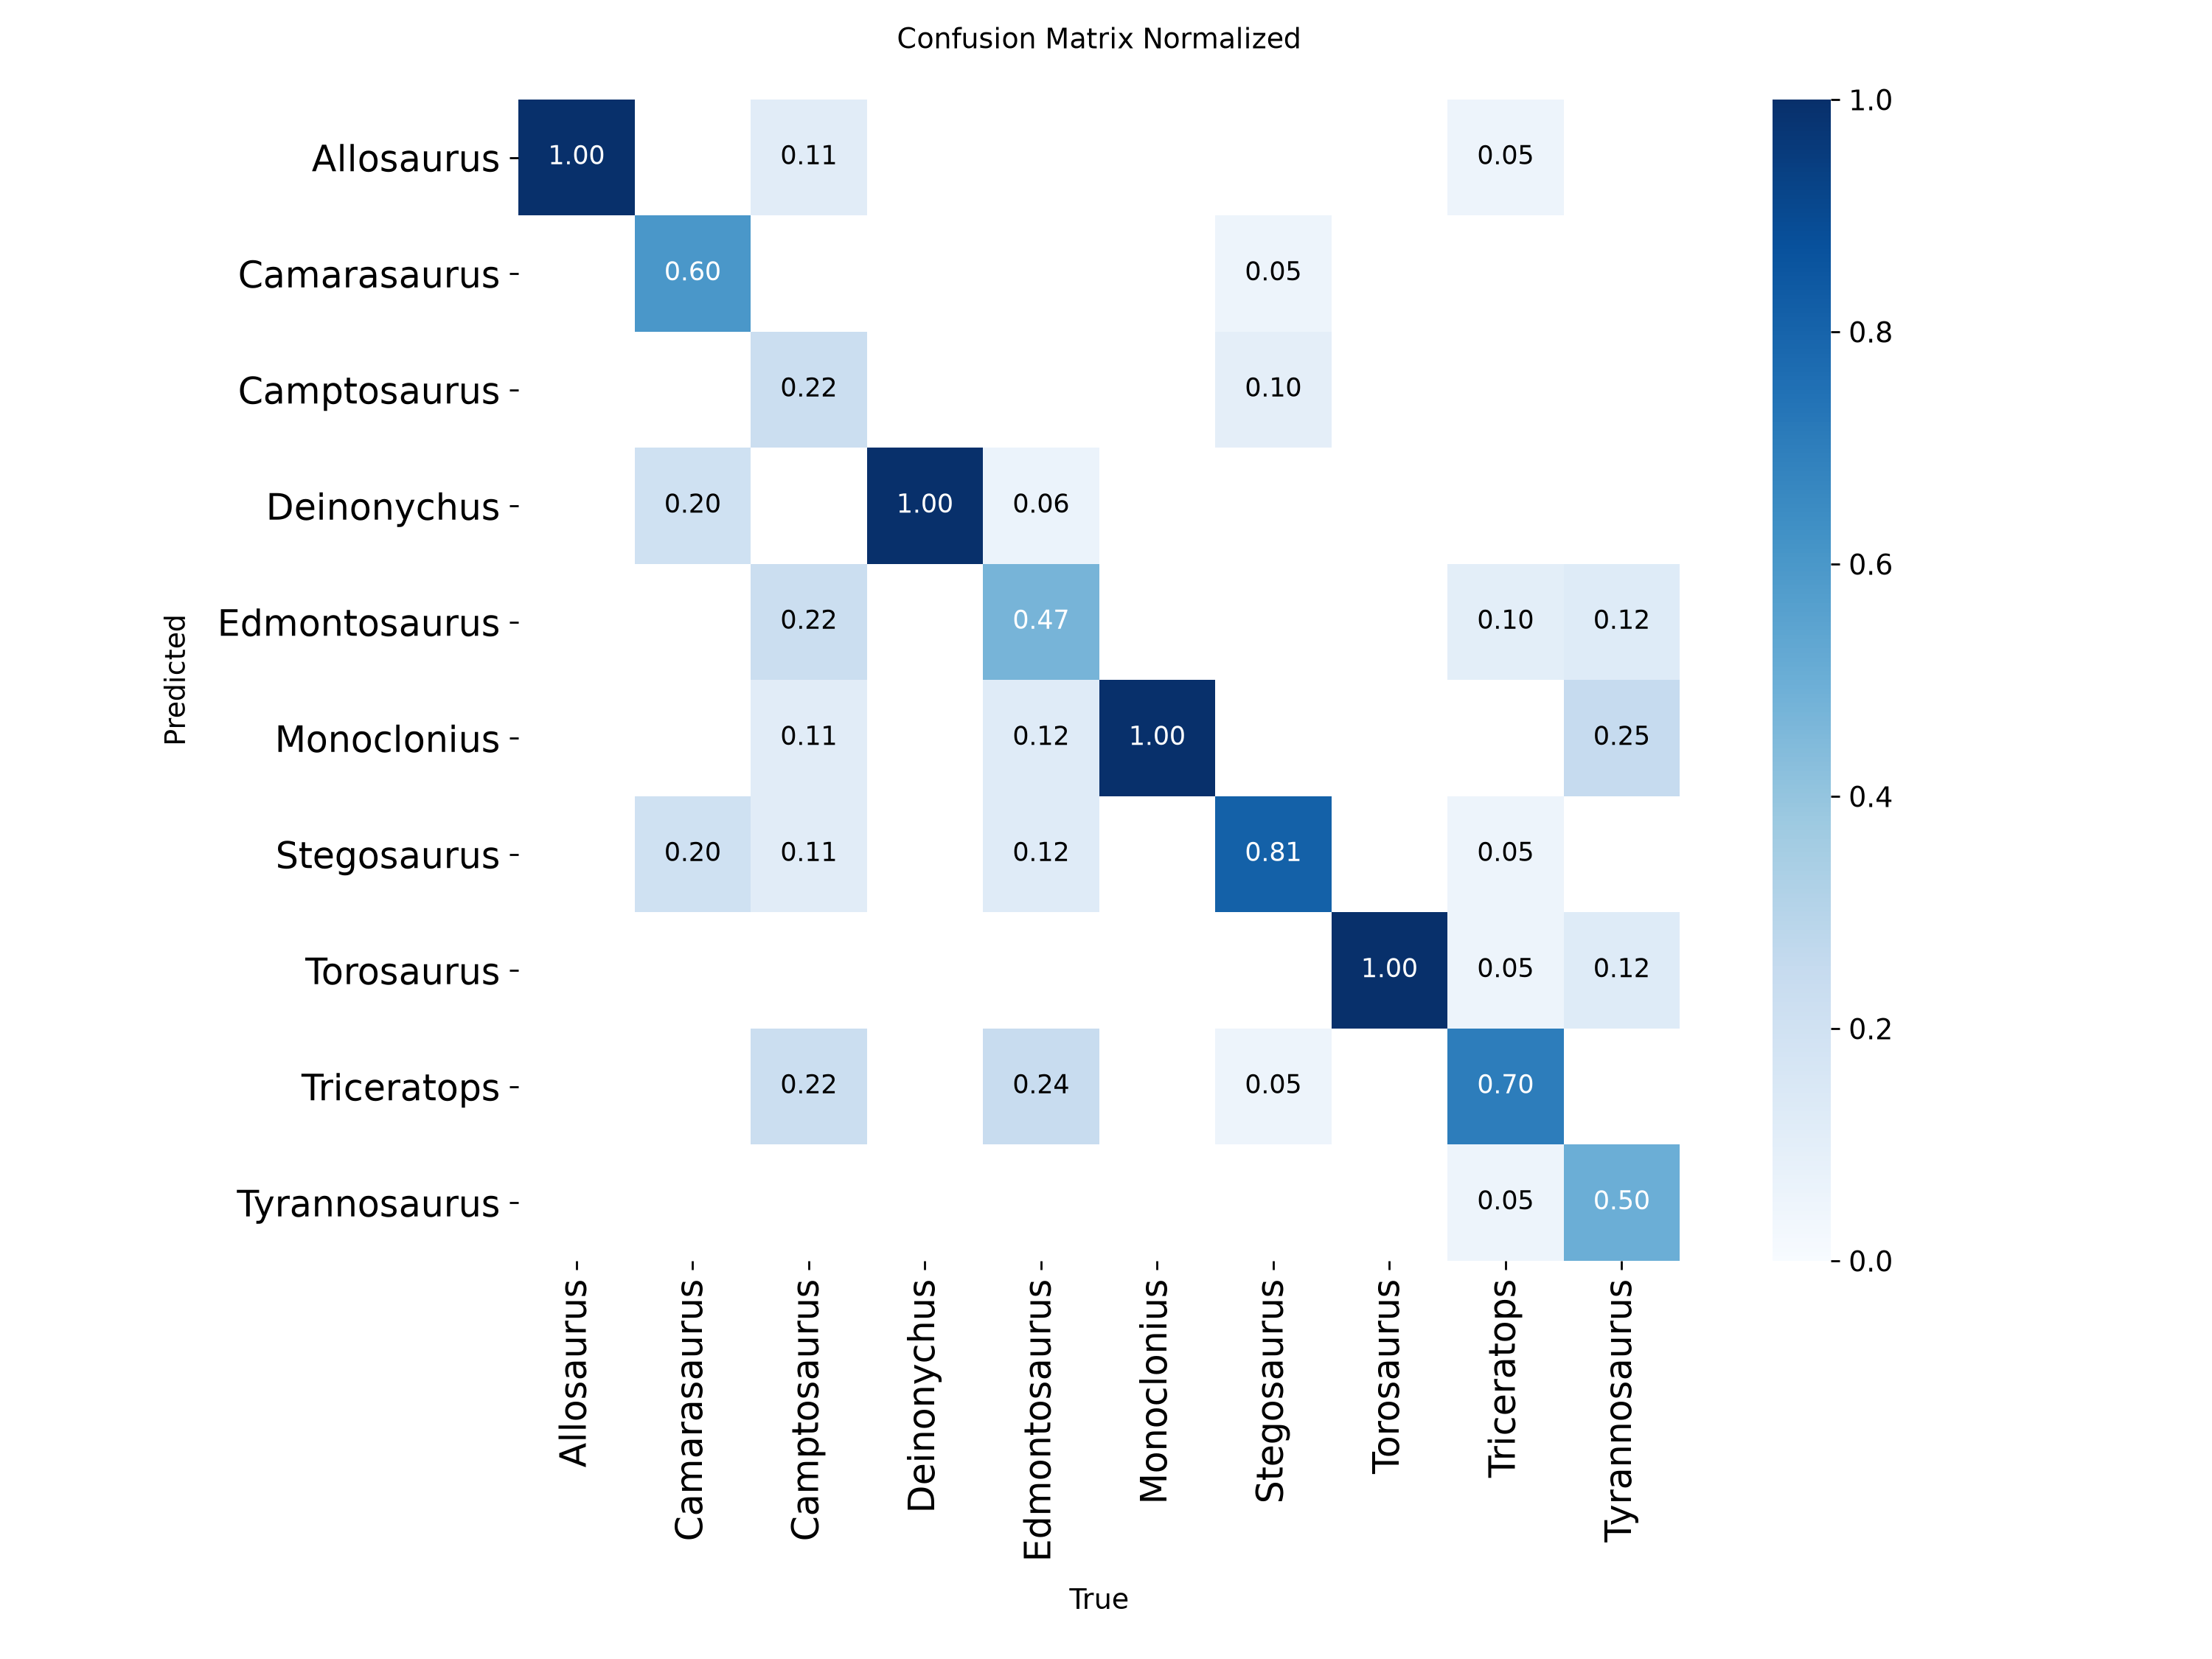 Confusion Matrix Normalized
Allosaurus 1.00 0.11 0.05
Camarasaurus 0.60 0.05
Camptosaurus 0.22 0.10
Deinonychus 0.20 1.00 0.06
Edmontosaurus 0.22 0.47 0.10 0.12
Monoclonius 0.11 0.12 1.00 0.25
Stegosaurus 0.20 0.11 0.12 0.81 0.05
Torosaurus 1.00 0.05 0.12
Triceratops 0.22 0.24 0.05 0.70
Tyrannosaurus 0.05 0.50
Predicted
Allosaurus
Camarasaurus
Camptosaurus
Deinonychus
Edmontosaurus
Monoclonius
Stegosaurus
Torosaurus
Triceratops
Tyrannosaurus
True
1.0
0.8
0.6
0.4
0.2
0.0